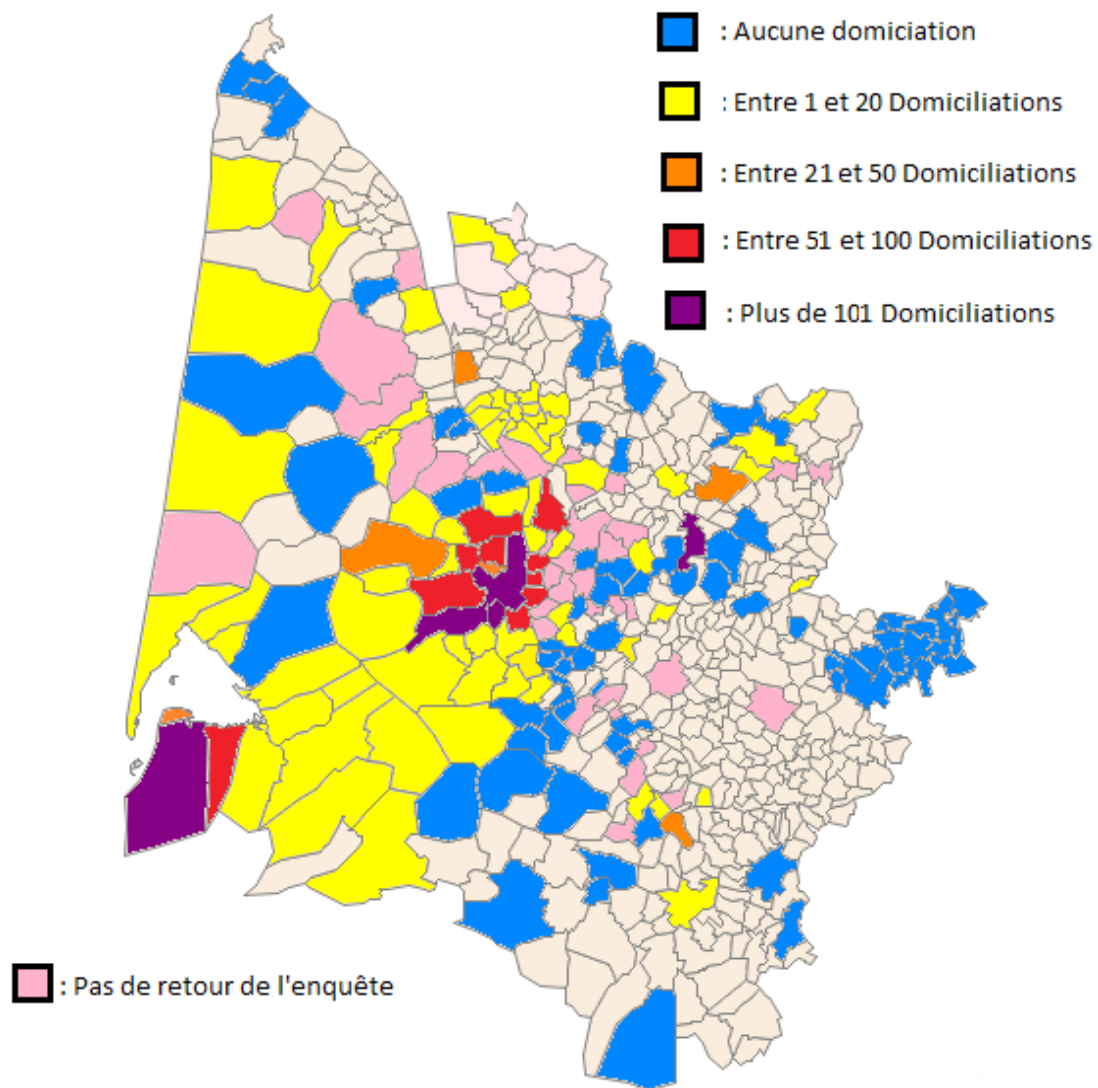 : Aucune domiciation
: Entre 1 et 20 Domiciliations
: Entre 21 et 50 Domiciliations
: Entre 51 et 100 Domiciliations
: Plus de 101 Domiciliations
: Pas de retour de l'enquête